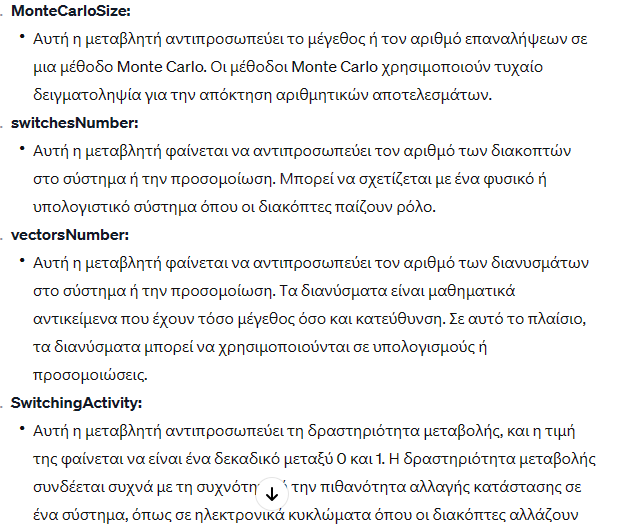 MonteCarloSize:
• Αυτή η μεταβλητή αντιπροσωπεύει το μέγεθος ή τον αριθμό επαναλήψεων σε
μια μέθοδο Monte Carlo. Οι μέθοδοι Monte Carlo χρησιμοποιούν τυχαίο
δειγματοληψία για την απόκτηση αριθμητικών αποτελεσμάτων.
switchesNumber:
• Αυτή η μεταβλητή φαίνεται να αντιπροσωπεύει τον αριθμό των διακοπτών
στο σύστημα ή την προσομοίωση. Μπορεί να σχετίζεται με ένα φυσικό ή
υπολογιστικό σύστημα όπου οι διακόπτες παίζουν ρόλο.
vectorsNumber:
• Αυτή η μεταβλητή φαίνεται να αντιπροσωπεύει τον αριθμό των διανυσμάτων
στο σύστημα ή την προσομοίωση. Τα διανύσματα είναι μαθηματικά
αντικείμενα που έχουν τόσο μέγεθος όσο και κατεύθυνση. Σε αυτό το πλαίσιο,
τα διανύσματα μπορεί να χρησιμοποιούνται σε υπολογισμούς ή
προσομοιώσεις.
SwitchingActivity:
• Αυτή η μεταβλητή αντιπροσωπεύει τη δραστηριότητα μεταβολής, και η τιμή
της φαίνεται να είναι ένα δεκαδικό μεταξύ 0 και 1. Η δραστηριότητα μεταβολής
συνδέεται συχνά με τη την πιθανότητα αλλαγής κατάστασης σε
ένα σύστημα, όπως σε ηλεκτρονικά κυκλώματα όπου οι διακόπτες αλλάζουν